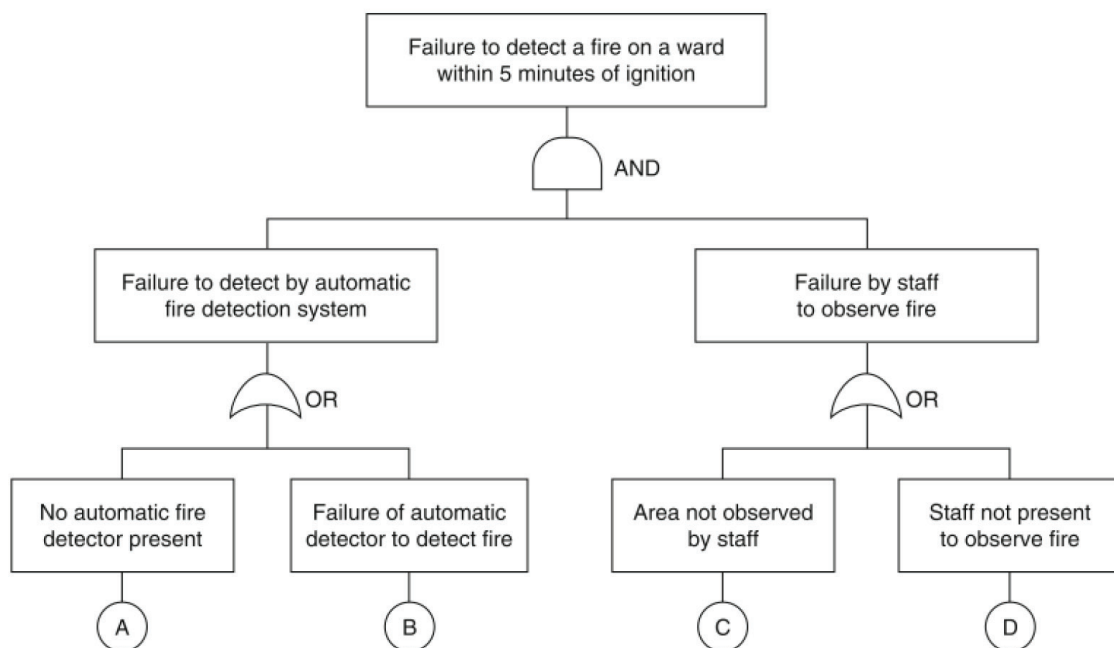 Failure to detect a fire on a ward
within 5 minutes of ignition
AND
Failure to detect by automatic
fire detection system
Failure by staff
to observe fire
OR
OR
No automatic fire
detector present
Failure of automatic
detector to detect fire
Area not observed
by staff
Staff not present
to observe fire
A
B
C
D